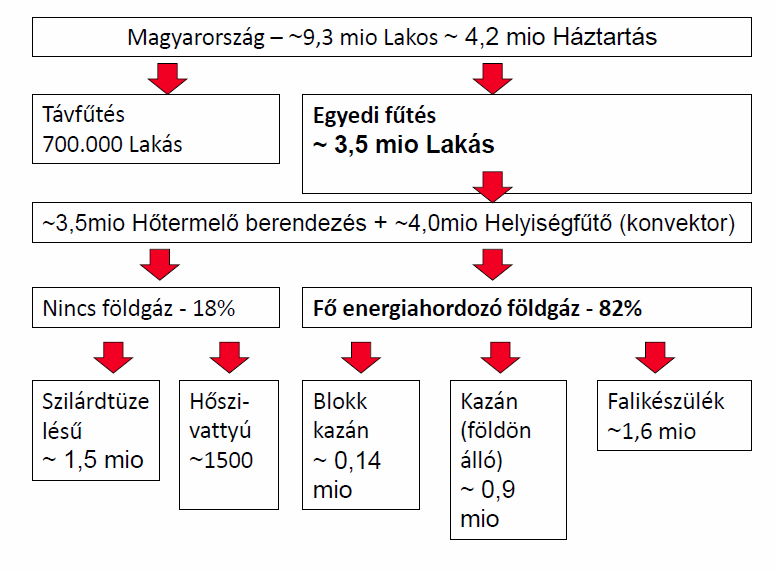 Magyarország – ~9,3 mio Lakos ~ 4,2 mio Háztartás
Távfűtés
700.000 Lakás
Egyedi fűtés
~ 3,5 mio Lakás
~3,5mio Hőtermelő berendezés + ~4,0mio Helyiségfűtő (konvektor)
Nincs földgáz - 18%
Fő energiahordozó földgáz - 82%
Szilárdtüze
lésű
~ 1,5 mio
Hőszi-
vattyú
~1500
Blokk
kazán
~ 0,14
mio
Kazán
(földön
álló)
~ 0,9
mio
Falikészülék
~1,6 mio